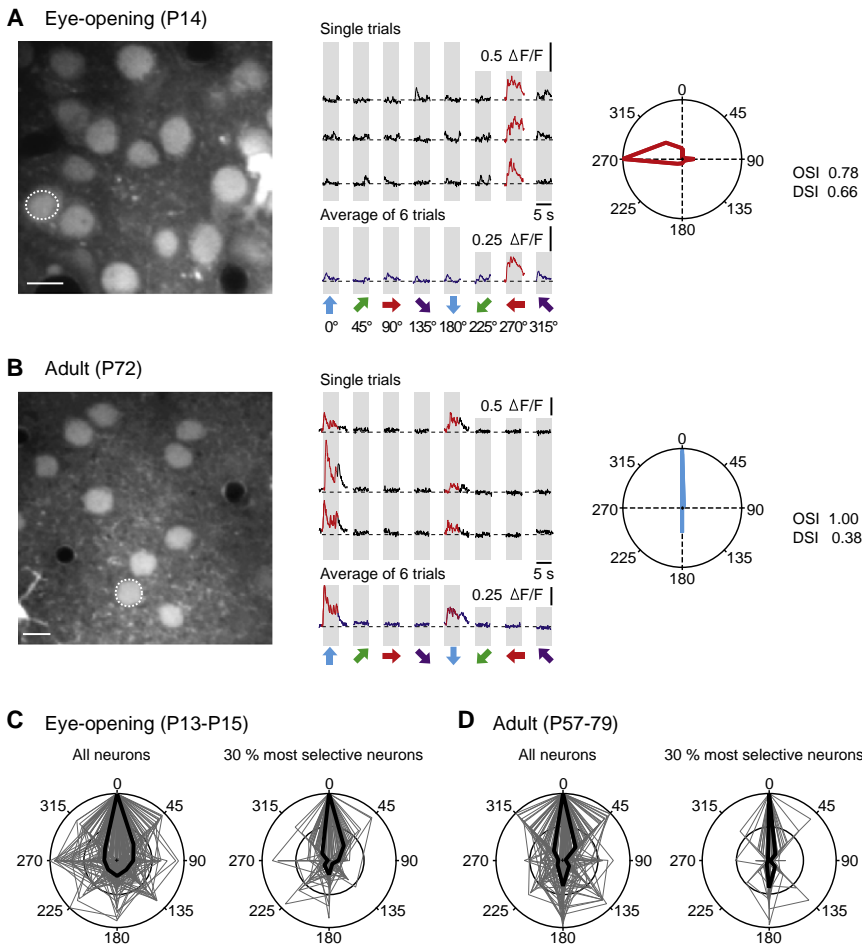 A Eye-opening (P14)
Single trials
0.5 ΔF/F
5 s
Average of 6 trials
0.25 ΔF/F
0° 45° 90° 135° 180° 225° 270° 315°
0
315 45
270 90
225 135
180
OSI 0.78
DSI 0.66
B Adult (P72)
Single trials
0.5 ΔF/F
5 s
Average of 6 trials
0.25 ΔF/F
0
315 45
270 90
225 135
180
OSI 1.00
DSI 0.38
C Eye-opening (P13-P15)
All neurons
0
315 45
270 90
225 135
180
30 % most selective neurons
0
315 45
270 90
225 135
180
D Adult (P57-79)
All neurons
0
315 45
270 90
225 135
180
30 % most selective neurons
0
315 45
270 90
225 135
180